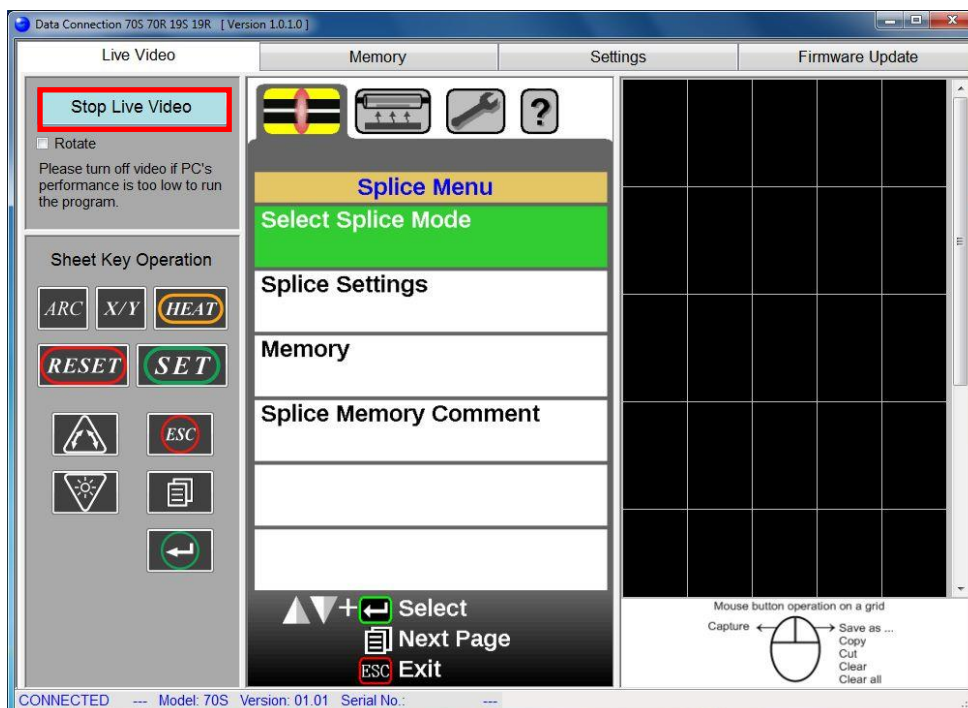 Data Connection 70S 70R 19S 19R [ Version 1.0.1.0 ]
Live Video
Memory
Settings
Firmware Update
Stop Live Video
Rotate
Please turn off video if PC's
performance is too low to run
the program.
Sheet Key Operation
ARC
X/Y
HEAT
RESET
SET
ESC
?
Splice Menu
Select Splice Mode
Splice Settings
Memory
Splice Memory Comment
+ Select
Next Page
ESC Exit
Mouse button operation on a grid
Capture
Save as ...
Copy
Cut
Clear
Clear all
CONNECTED --- Model: 70S Version: 01.01 Serial No.: ---